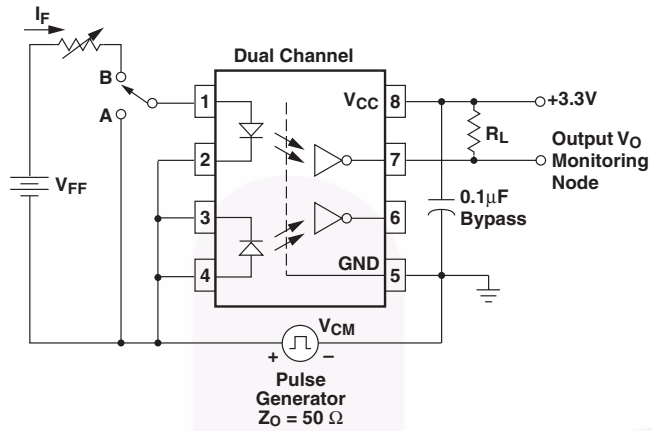 IF
Dual Channel
B
A
1
VCC
8
+3.3V
RL
2
7
Output VO
Monitoring
Node
VFF
3
6
0.1μF
Bypass
4
GND
5
VCM
+
–
Pulse
Generator
ZO = 50 Ω